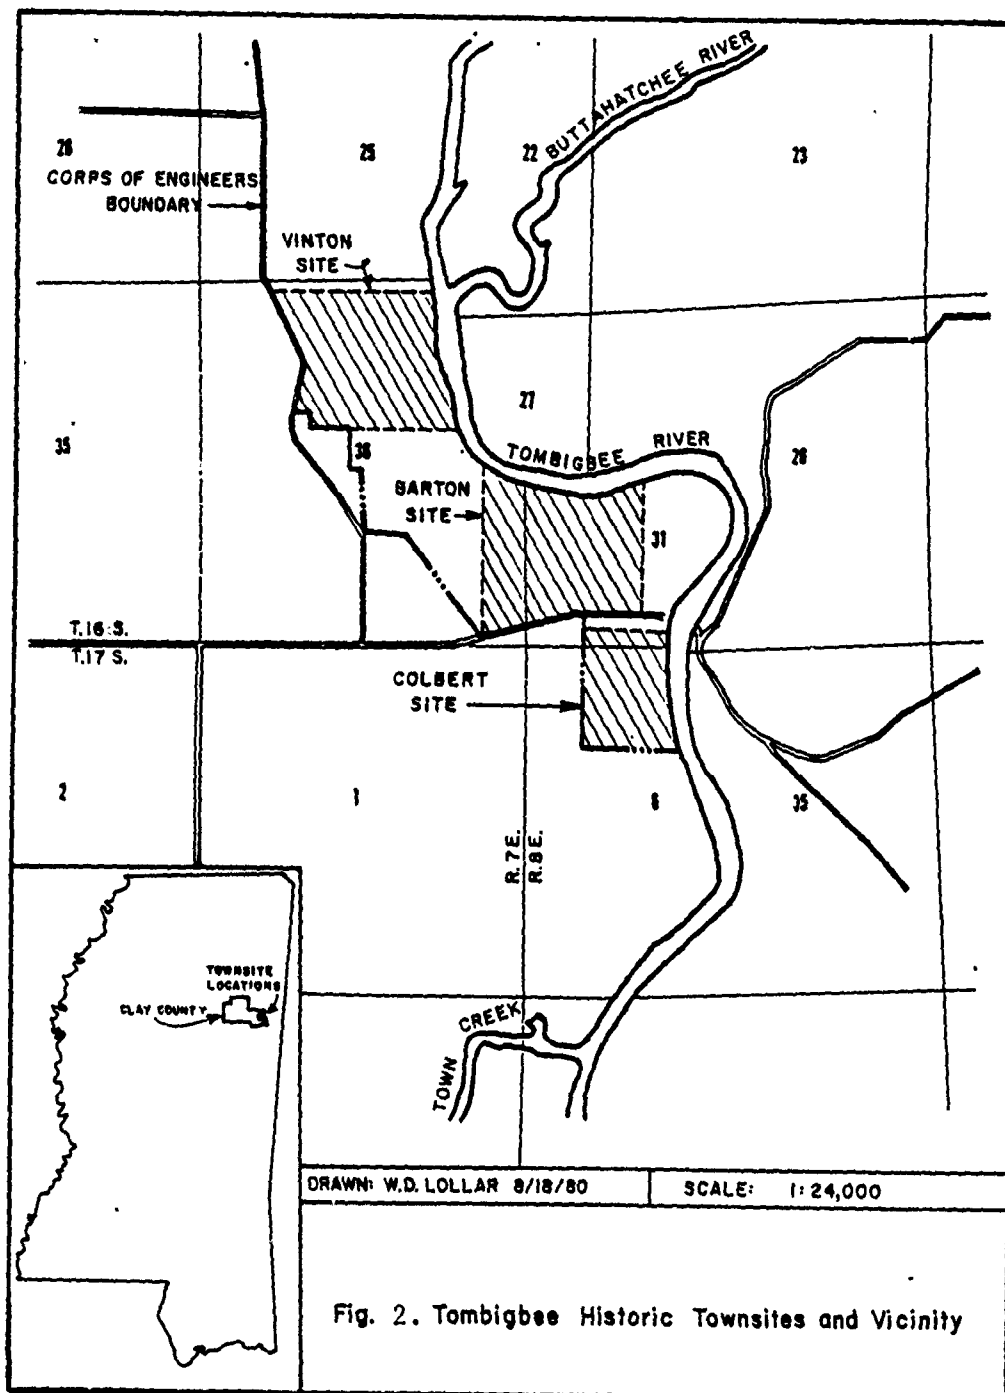 BUTTAHATCHEE RIVER
26
25
22
23
CORPS OF ENGINEERS
BOUNDARY
VINTON
SITE
27
35
36
TOMBIGBEE RIVER
26
BARTON
SITE
31
T.16 S.
T.17 S.
COLBERT
SITE
2
1
6
35
R.7E.
R.8E.
TOWNSITE
LOCATIONS
CLAY COUNTY
TOWN CREEK
DRAWN: W.D. LOLLAR 8/18/80
SCALE: 1:24,000
Fig. 2. Tombigbee Historic Townsites and Vicinity